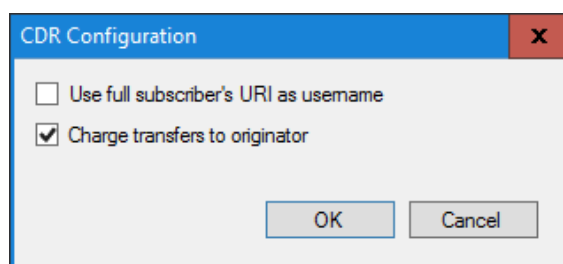 CDR Configuration
x
Use full subscriber's URI as username
Charge transfers to originator
OK Cancel